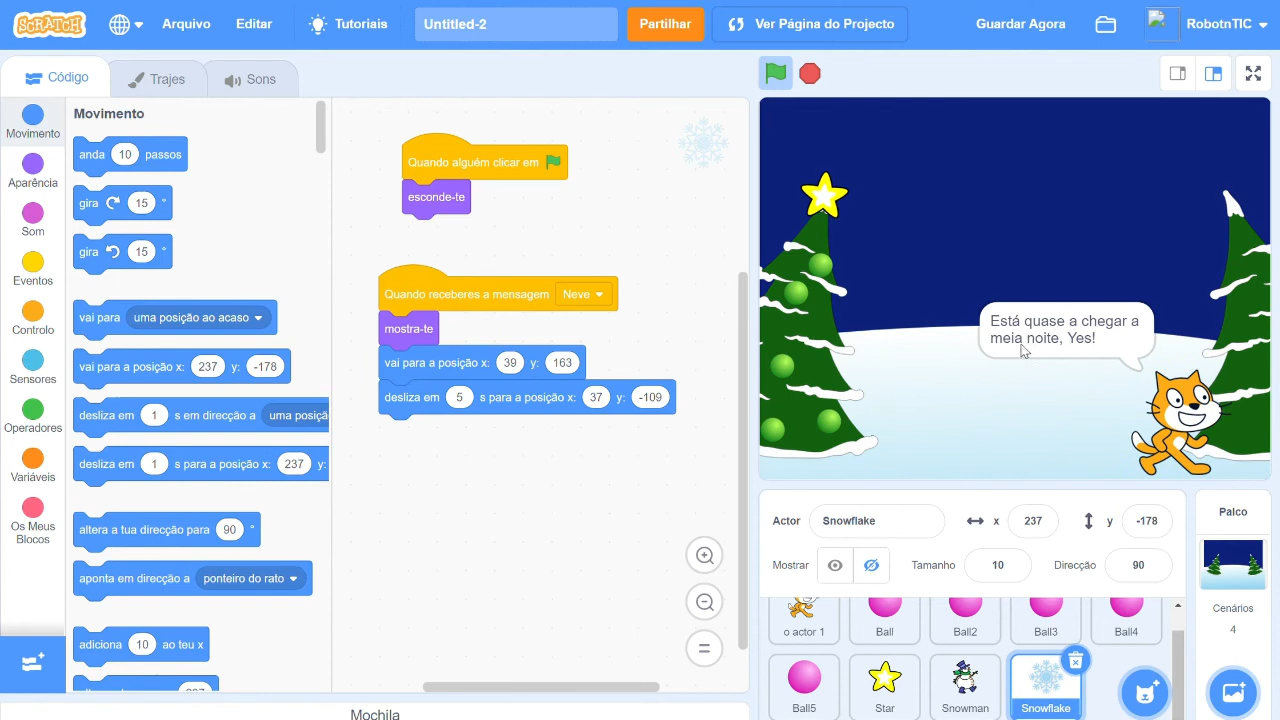 SCRATCH
Arquivo
Editar
Tutoriais
Untitled-2
Partilhar
Ver Página do Projecto
Guardar Agora
RobotnTIC
Código
Trajes
Sons
Movimento
Aparência
Som
Eventos
Controlo
Sensores
Operadores
Variáveis
Os Meus
Blocos
Movimento
anda 10 passos
gira 15 °
gira 15 °
vai para uma posição ao acaso
vai para a posição x: 237 y: -178
desliza em 1 s em direcção a uma posiçã
desliza em 1 s para a posição x: 237 y:
altera a tua direcção para 90 °
aponta em direcção a ponteiro do rato
adiciona 10 ao teu x
Quando alguém clicar em
esconde-te
Quando receberes a mensagem Neve
mostra-te
vai para a posição x: 39 y: 163
desliza em 5 s para a posição x: 37 y: -109
Mochila
Está quase a chegar a
meia noite, Yes!
Actor Snowflake x 237 y -178
Mostrar Tamanho 10 Direcção 90
o actor 1
Ball
Ball2
Ball3
Ball4
Ball5
Star
Snowman
Snowflake
Palco
Cenários
4